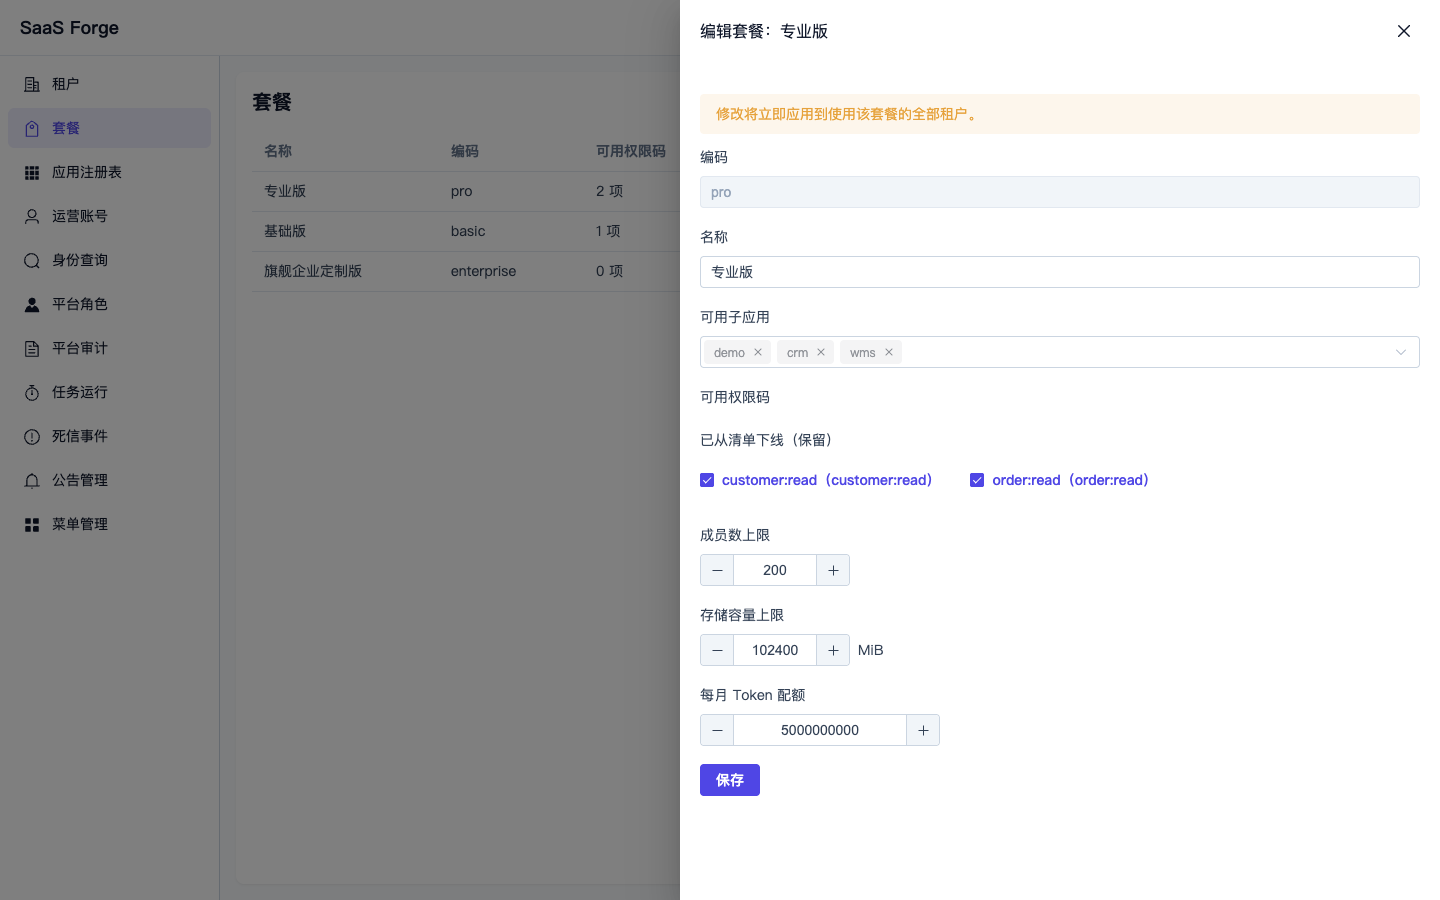 SaaS Forge
租户
套餐
应用注册表
运营账号
身份查询
平台角色
平台审计
任务运行
死信事件
公告管理
菜单管理
套餐
名称 编码 可用权限码
专业版 pro 2 项
基础版 basic 1 项
旗舰企业定制版 enterprise 0 项
编辑套餐：专业版
修改将立即应用到使用该套餐的全部租户。
编码
pro
名称
专业版
可用子应用
demo crm wms
可用权限码
已从清单下线（保留）
customer:read（customer:read） order:read（order:read）
成员数上限
200
存储容量上限
102400 MiB
每月 Token 配额
5000000000
保存